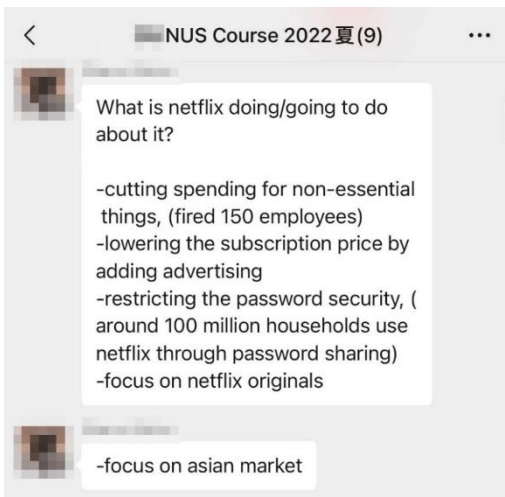 NUS Course 2022夏(9)
What is netflix doing/going to do
about it?
-cutting spending for non-essential
things, (fired 150 employees)
-lowering the subscription price by
adding advertising
-restricting the password security, (
around 100 million households use
netflix through password sharing)
-focus on netflix originals
-focus on asian market